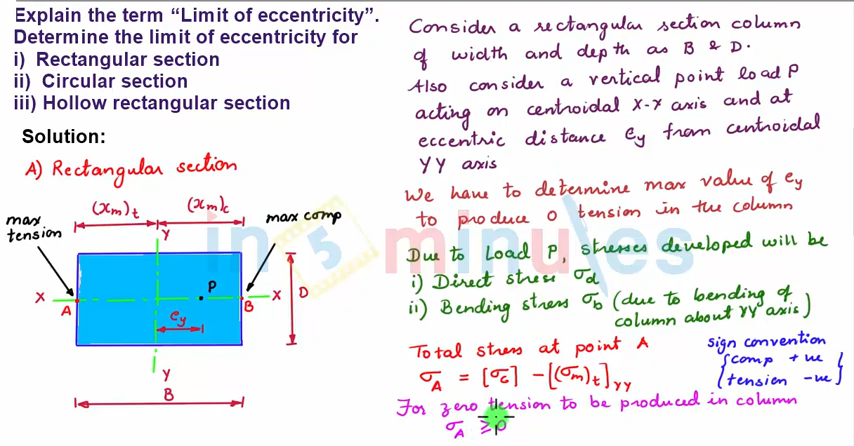 Explain the term “Limit of eccentricity”.
Determine the limit of eccentricity for
i) Rectangular section
ii) Circular section
iii) Hollow rectangular section
Solution:
A) Rectangular section
(xm)t
(xm)c
max
tension
max comp
Y
X
A
P
B
X
D
ey
Y
B
in 5 minutes
Consider a rectangular section column
of width and depth as B & D.
Also consider a vertical point load P
acting on centroidal X-X axis and at
eccentric distance ey from centroidal
YY axis
We have to determine max value of ey
to produce 0 tension in the column
Due to Load P, stresses developed will be
i) Direct stress σd
ii) Bending stress σb (due to bending of
column about YY axis)
Total stress at point A
σA = [σc] - [(σm)t]YY
sign convention
{comp +ve
tension -ve}
For zero tension to be produced in column
σA ≥ 0